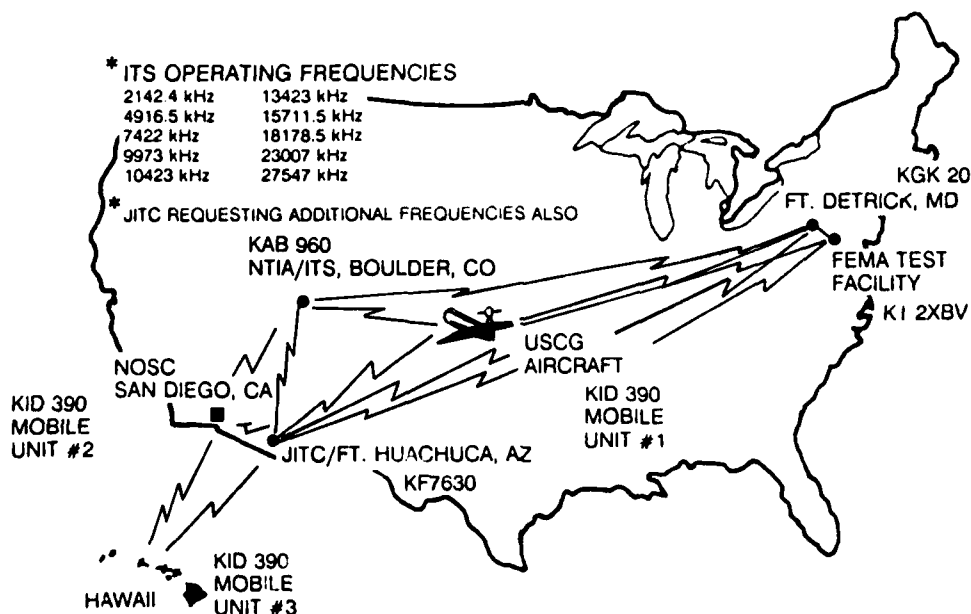 * ITS OPERATING FREQUENCIES
2142.4 kHz 13423 kHz
4916.5 kHz 15711.5 kHz
7422 kHz 18178.5 kHz
9973 kHz 23007 kHz
10423 kHz 27547 kHz
* JITC REQUESTING ADDITIONAL FREQUENCIES ALSO
KGK 20
FT. DETRICK, MD
KAB 960
NTIA/ITS, BOULDER, CO
FEMA TEST
FACILITY
KI 2XBV
USCG
AIRCRAFT
NOSC
SAN DIEGO, CA
KID 390
MOBILE
UNIT #2
KID 390
MOBILE
UNIT #1
JITC/FT. HUACHUCA, AZ
KF7630
KID 390
MOBILE
UNIT #3
HAWAII